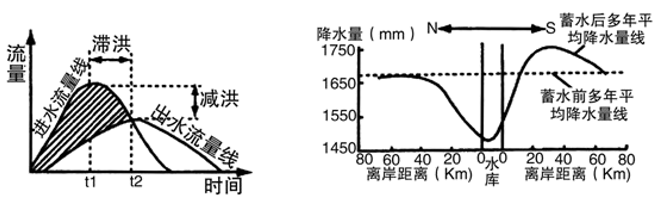 流量
滞洪
减洪
进水流量线
出水流量线
t1
t2
时间
降水量（mm）
N
S
蓄水后多年平
均降水量线
1750
1650
1550
1450
蓄水前多年平
均降水量线
80 60 40 20 0 0 20 40 60 80
水库
离岸距离（Km）
离岸距离（Km）